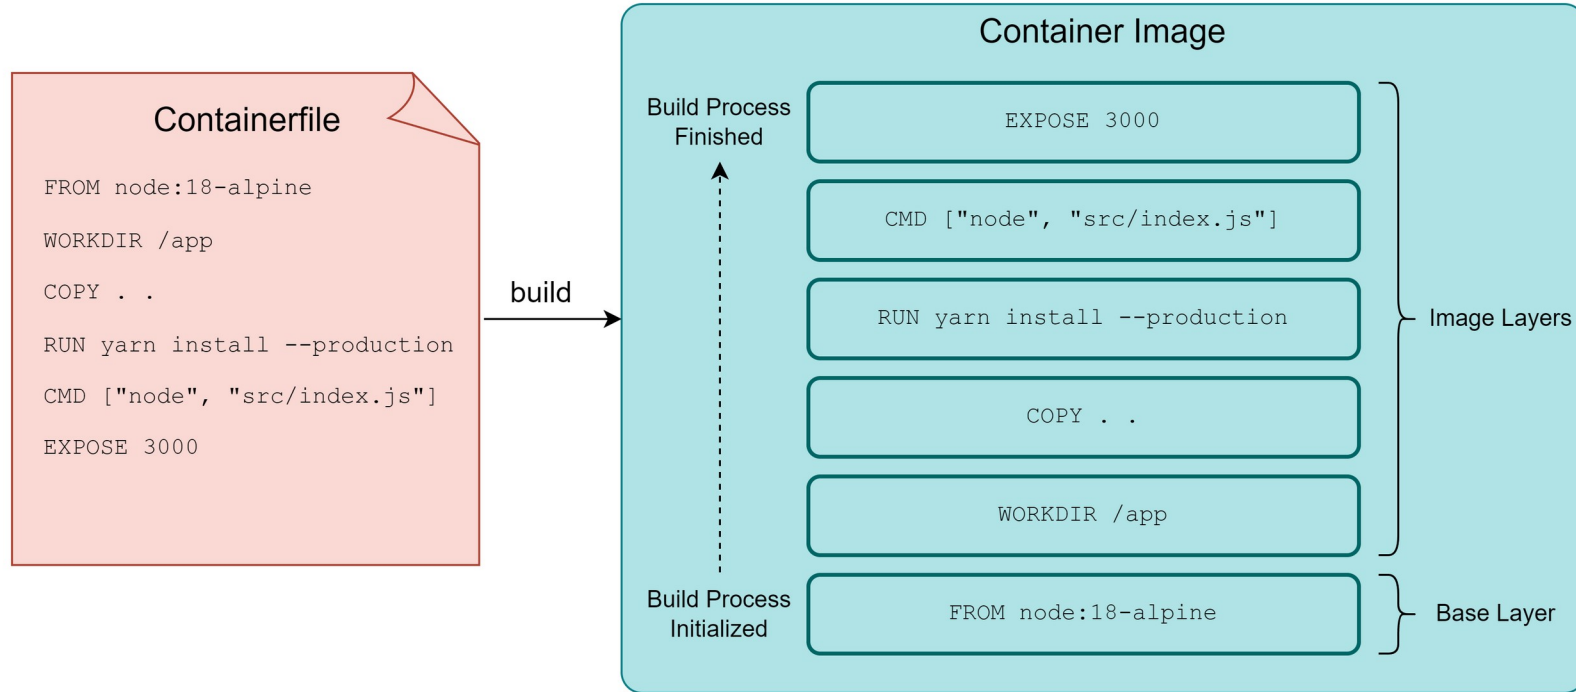 Containerfile
FROM node:18-alpine
WORKDIR /app
COPY . .
RUN yarn install --production
CMD ["node", "src/index.js"]
EXPOSE 3000
build
Container Image
Build Process
Finished
EXPOSE 3000
CMD ["node", "src/index.js"]
RUN yarn install --production
COPY . .
WORKDIR /app
Image Layers
Build Process
Initialized
FROM node:18-alpine
Base Layer